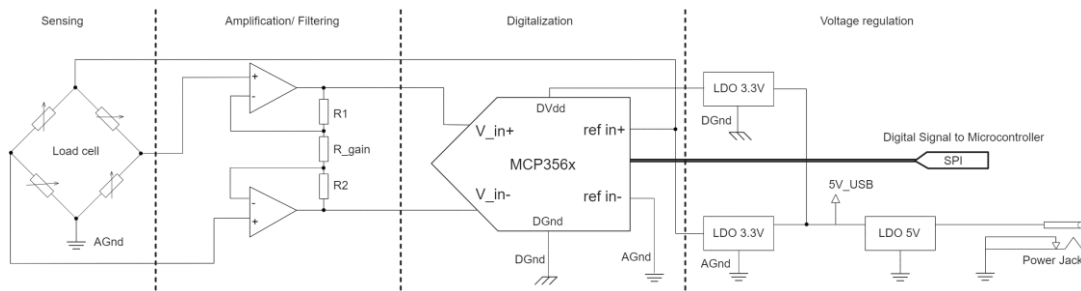 Sensing
Amplification/ Filtering
Digitalization
Voltage regulation
Load cell
AGnd
+
-
-
+
R1
R_gain
R2
DVdd
V_in+
ref in+
MCP356x
V_in-
ref in-
DGnd
DGnd
AGnd
LDO 3.3V
DGnd
Digital Signal to Microcontroller
SPI
5V_USB
LDO 3.3V
LDO 5V
AGnd
Power Jack